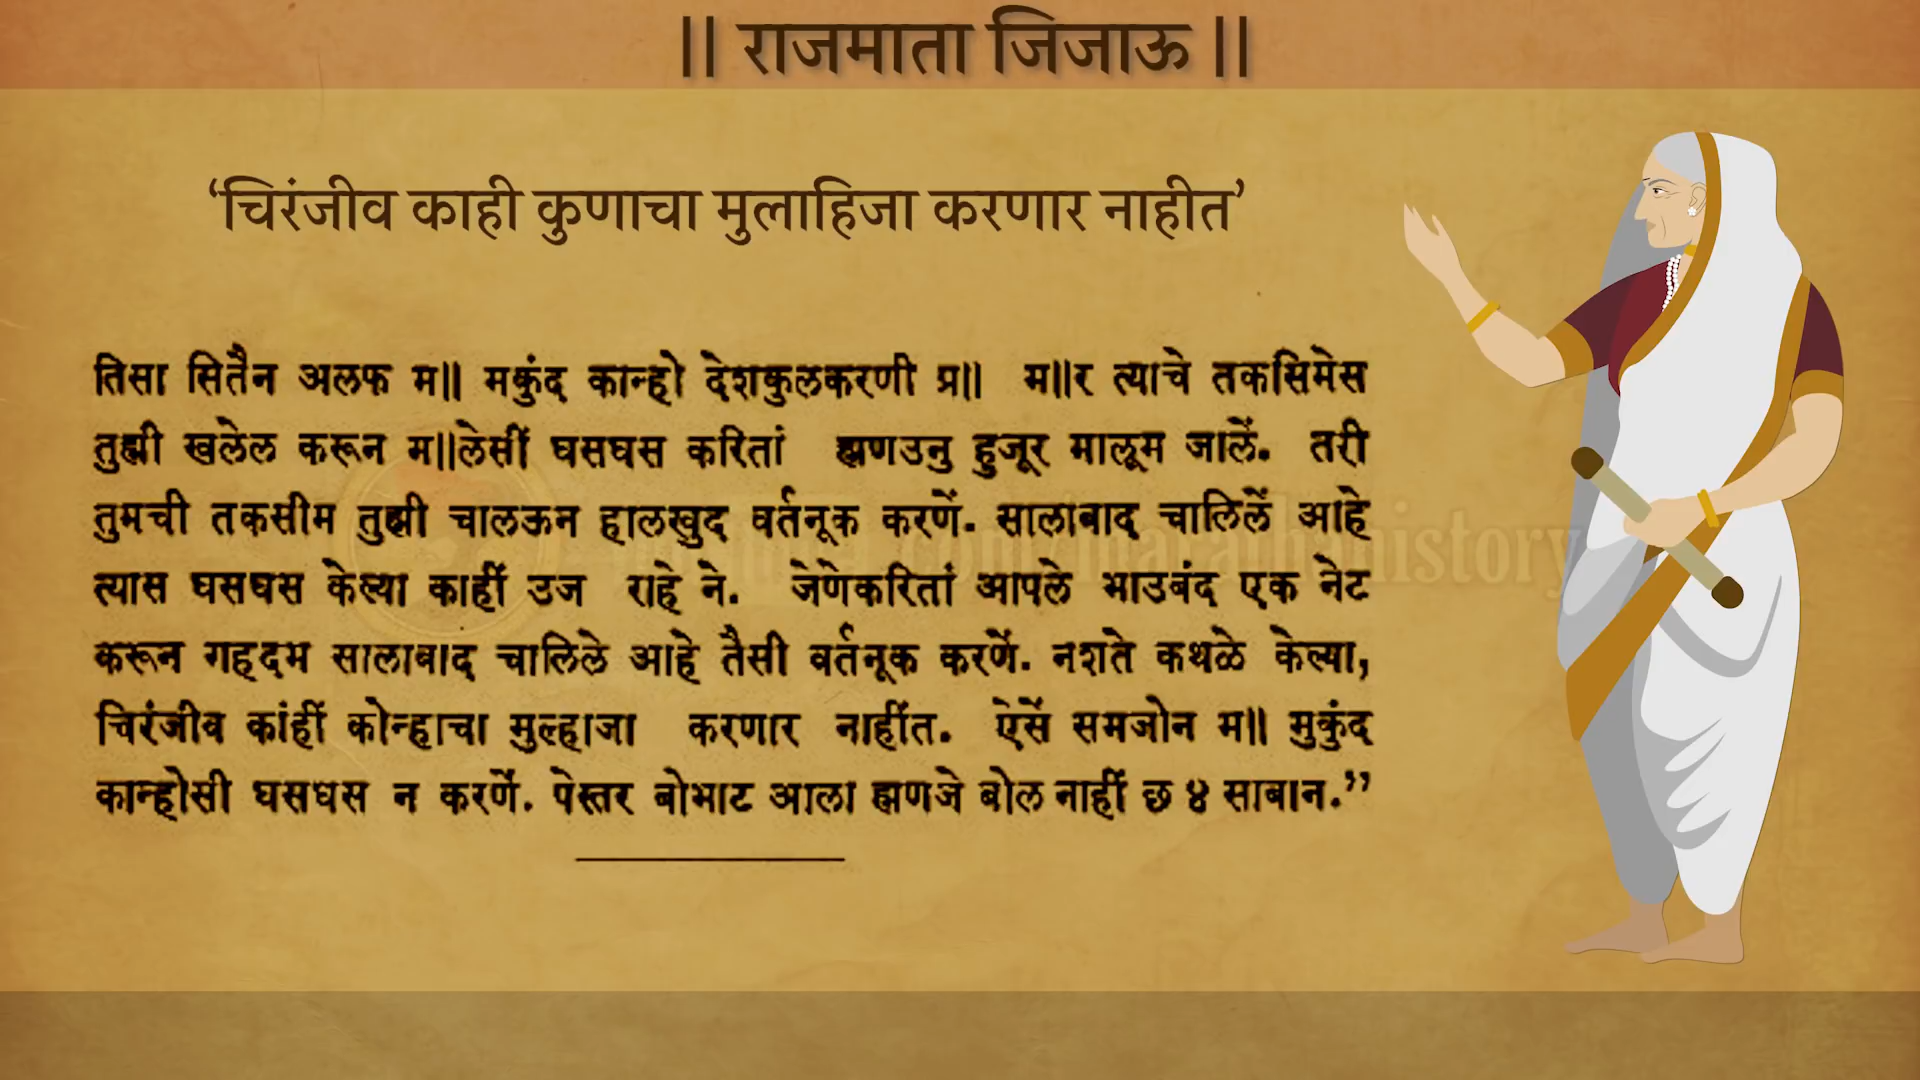 || राजमाता जिजाऊ ||
‘चिरंजीव काही कुणाचा मुलाहिजा करणार नाहीत’
तिसा सितैन अलफ म॥ मकुंद कान्हो देशकुलकरणी प्र॥ म॥र त्याचे तकसिमेस
तुह्मी खलेल करून म॥लेसीं घसघस करितां ह्मणउनु हुजूर मालूम जालें. तरी
तुमची तकसीम तुह्मी चालऊन हालखुद वर्तनूक करणें. सालाबाद चालिलें आहे
त्यास घसघस केल्या काहीं उज राहे ने. जेणेकरितां आपले भाउबंद एक नेट
करून गहदम सालाबाद चालिले आहे तैसी वर्तनूक करणें. नशते कथळे केल्या,
चिरंजीव कांहीं कोन्हाचा मुल्हाजा करणार नाहींत. ऐसें समजोन म॥ मुकुंद
कान्होसी घसघस न करणें. पेस्तर बोभाट आला ह्मणजे बोल नाहीं छ ४ साबान.”